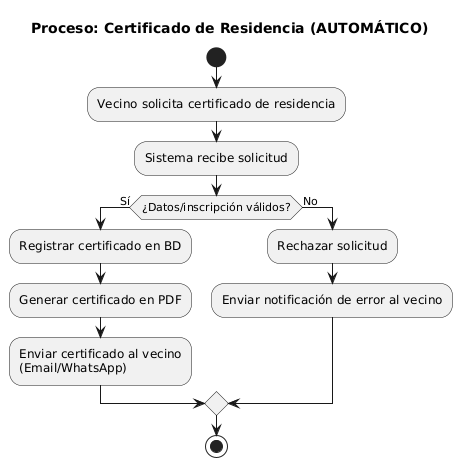 Proceso: Certificado de Residencia (AUTOMÁTICO)
Vecino solicita certificado de residencia
Sistema recibe solicitud
¿Datos/inscripción válidos?
Sí
No
Registrar certificado en BD
Generar certificado en PDF
Enviar certificado al vecino
(Email/WhatsApp)
Rechazar solicitud
Enviar notificación de error al vecino